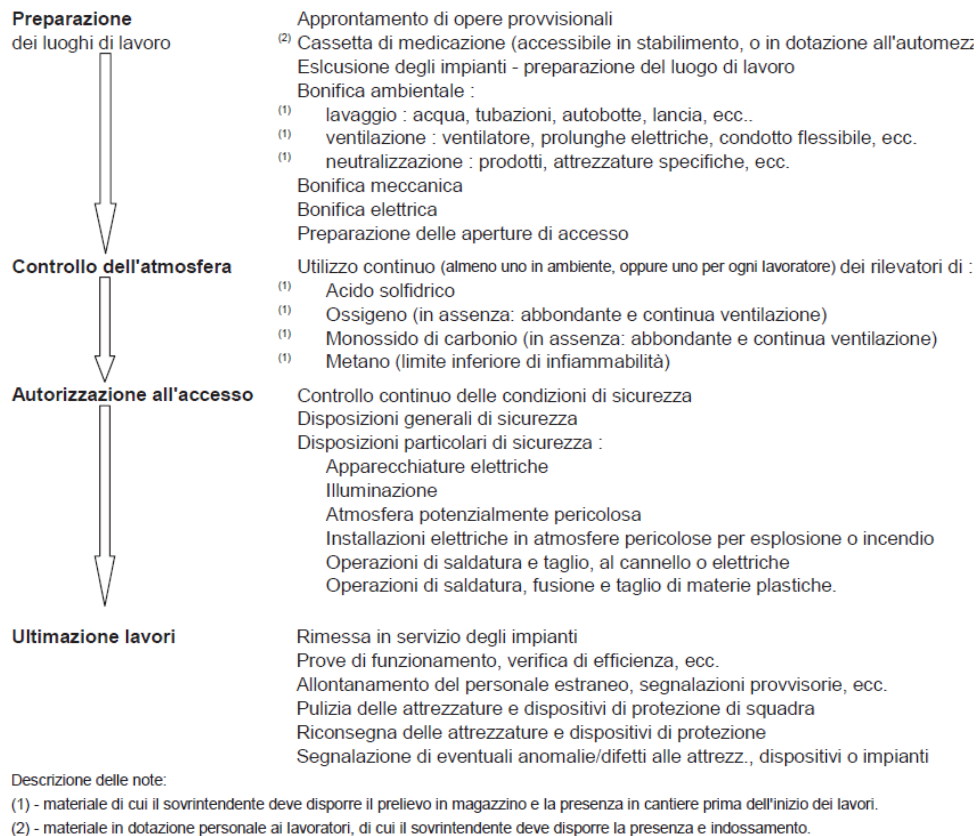 Preparazione Approntamento di opere provvisionali
dei luoghi di lavoro (2) Cassetta di medicazione (accessibile in stabilimento, o in dotazione all'automezz
Eslcusione degli impianti - preparazione del luogo di lavoro
Bonifica ambientale :
(1) lavaggio : acqua, tubazioni, autobotte, lancia, ecc..
(1) ventilazione : ventilatore, prolunghe elettriche, condotto flessibile, ecc.
(1) neutralizzazione : prodotti, attrezzature specifiche, ecc.
Bonifica meccanica
Bonifica elettrica
Preparazione delle aperture di accesso
Controllo dell'atmosfera Utilizzo continuo (almeno uno in ambiente, oppure uno per ogni lavoratore) dei rilevatori di :
(1) Acido solfidrico
(1) Ossigeno (in assenza: abbondante e continua ventilazione)
(1) Monossido di carbonio (in assenza: abbondante e continua ventilazione)
(1) Metano (limite inferiore di infiammabilità)
Autorizzazione all'accesso Controllo continuo delle condizioni di sicurezza
Disposizioni generali di sicurezza
Disposizioni particolari di sicurezza :
Apparecchiature elettriche
Illuminazione
Atmosfera potenzialmente pericolosa
Installazioni elettriche in atmosfere pericolose per esplosione o incendio
Operazioni di saldatura e taglio, al cannello o elettriche
Operazioni di saldatura, fusione e taglio di materie plastiche.
Ultimazione lavori Rimessa in servizio degli impianti
Prove di funzionamento, verifica di efficienza, ecc.
Allontanamento del personale estraneo, segnalazioni provvisorie, ecc.
Pulizia delle attrezzature e dispositivi di protezione di squadra
Riconsegna delle attrezzature e dispositivi di protezione
Segnalazione di eventuali anomalie/difetti alle attrezz., dispositivi o impianti
Descrizione delle note:
(1) - materiale di cui il sovrintendente deve disporre il prelievo in magazzino e la presenza in cantiere prima dell'inizio dei lavori.
(2) - materiale in dotazione personale ai lavoratori, di cui il sovrintendente deve disporre la presenza e indossamento.